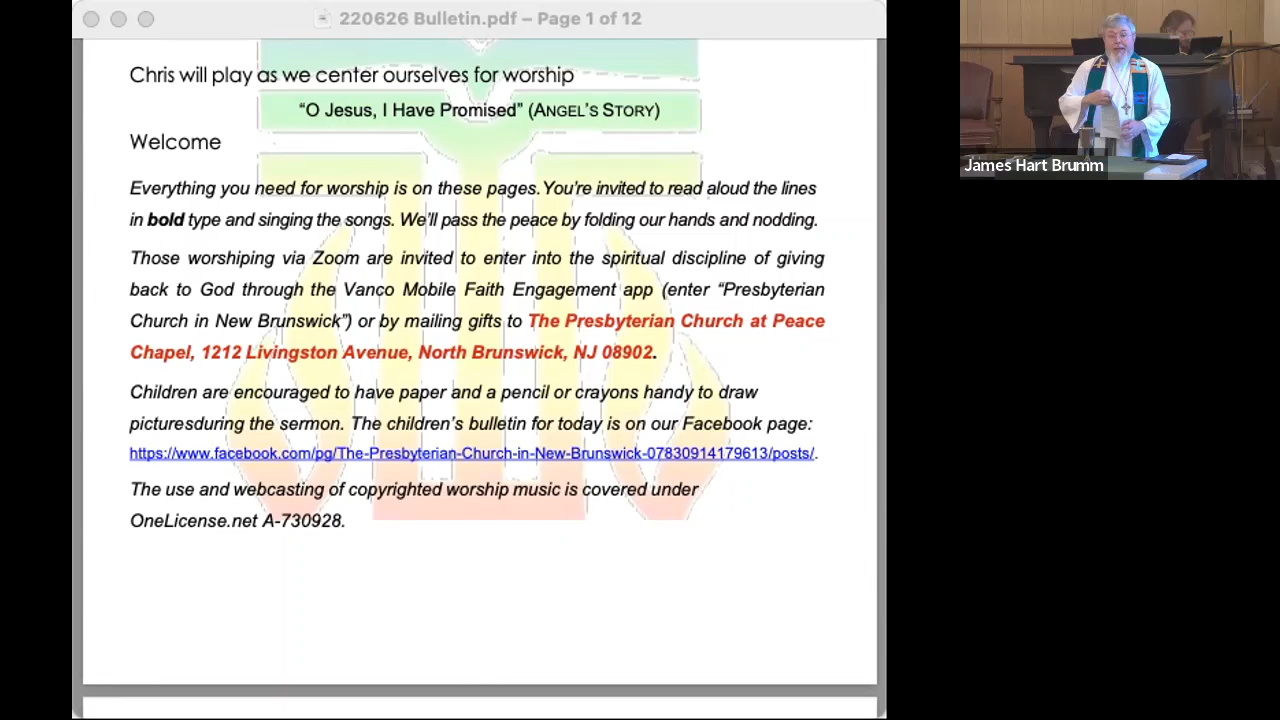 220626 Bulletin.pdf – Page 1 of 12
Chris will play as we center ourselves for worship
“O Jesus, I Have Promised” (ANGEL’S STORY)
Welcome
Everything you need for worship is on these pages. You’re invited to read aloud the lines
in bold type and singing the songs. We’ll pass the peace by folding our hands and nodding.
Those worshiping via Zoom are invited to enter into the spiritual discipline of giving
back to God through the Vanco Mobile Faith Engagement app (enter “Presbyterian
Church in New Brunswick”) or by mailing gifts to The Presbyterian Church at Peace
Chapel, 1212 Livingston Avenue, North Brunswick, NJ 08902.
Children are encouraged to have paper and a pencil or crayons handy to draw
picturesduring the sermon. The children’s bulletin for today is on our Facebook page:
https://www.facebook.com/pg/The-Presbyterian-Church-in-New-Brunswick-07830914179613/posts/.
The use and webcasting of copyrighted worship music is covered under
OneLicense.net A-730928.
James Hart Brumm